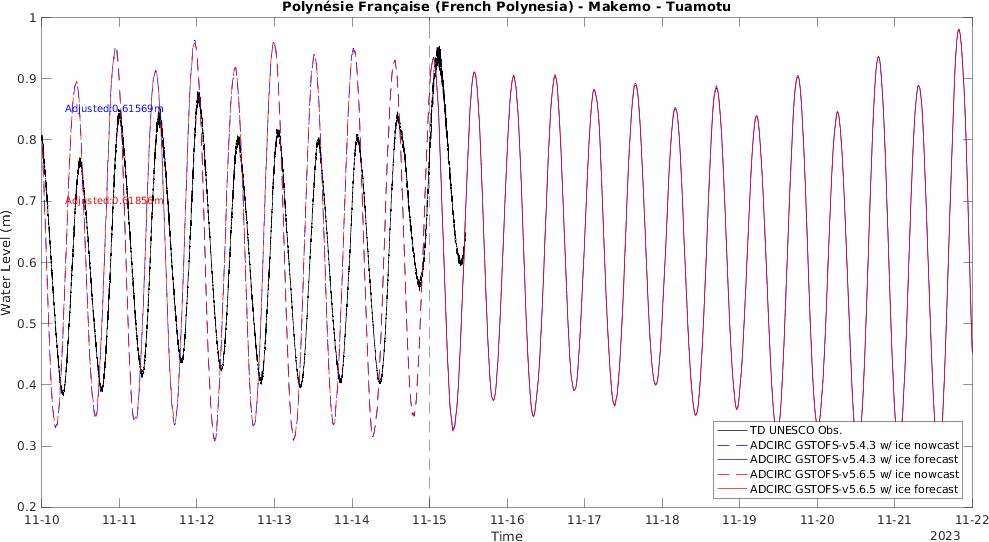 Polynésie Française (French Polynesia) - Makemo - Tuamotu
1
0.9
0.8
0.7
0.6
0.5
0.4
0.3
0.2
Water Level (m)
Adjusted:0.61569m
Adjusted:0.61856m
TD UNESCO Obs.
ADCIRC GSTOFS-v5.4.3 w/ ice nowcast
ADCIRC GSTOFS-v5.4.3 w/ ice forecast
ADCIRC GSTOFS-v5.6.5 w/ ice nowcast
ADCIRC GSTOFS-v5.6.5 w/ ice forecast
11-10 11-11 11-12 11-13 11-14 11-15 11-16 11-17 11-18 11-19 11-20 11-21 11-22
Time
2023